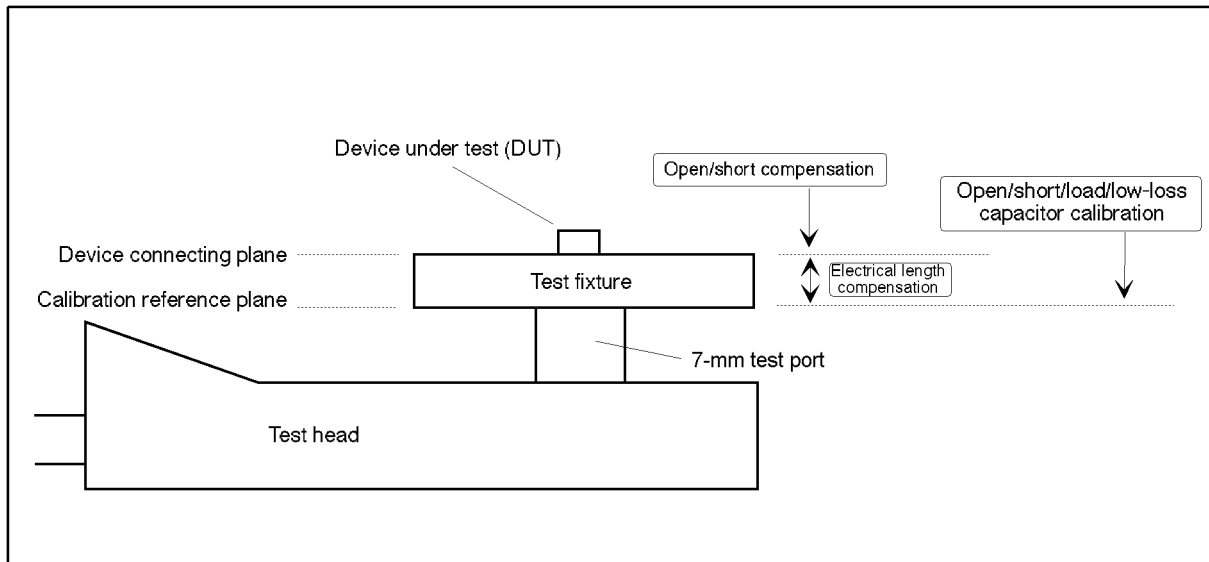 Device under test (DUT)
Open/short compensation
Open/short/load/low-loss
capacitor calibration
Device connecting plane
Test fixture
Electrical length
compensation
Calibration reference plane
7-mm test port
Test head